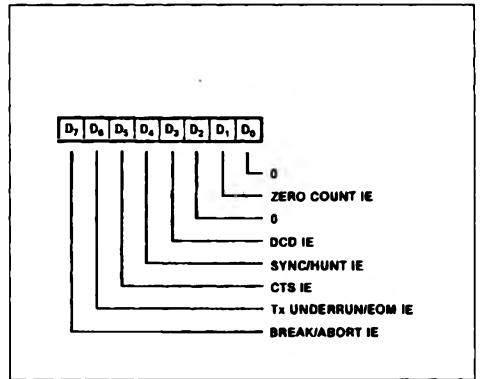 D7 D6 D5 D4 D3 D2 D1 D0
0
ZERO COUNT IE
0
DCD IE
SYNC/HUNT IE
CTS IE
Tx UNDERRUN/EOM IE
BREAK/ABORT IE